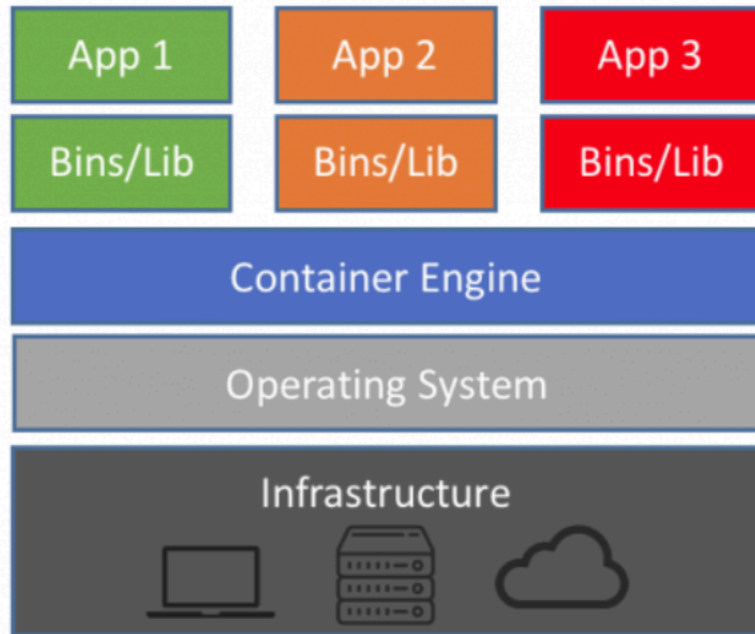 App 1 App 2 App 3
Bins/Lib Bins/Lib Bins/Lib
Container Engine
Operating System
Infrastructure